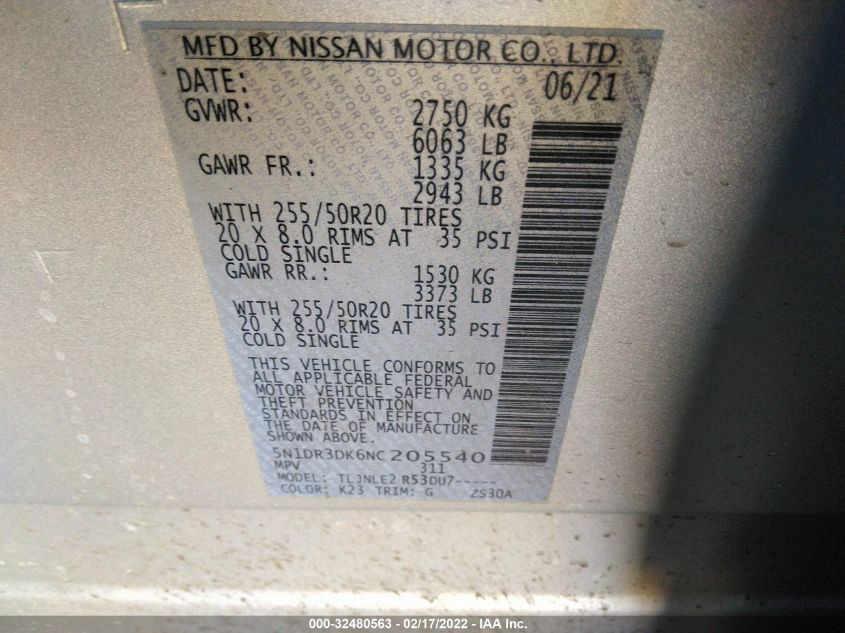 MFD BY NISSAN MOTOR CO., LTD.
DATE: 06/21
GVWR: 2750 KG
6063 LB
GAWR FR.: 1335 KG
2943 LB
WITH 255/50R20 TIRES
20 X 8.0 RIMS AT 35 PSI
COLD SINGLE
GAWR RR.: 1530 KG
3373 LB
WITH 255/50R20 TIRES
20 X 8.0 RIMS AT 35 PSI
COLD SINGLE
THIS VEHICLE CONFORMS TO
ALL APPLICABLE FEDERAL
MOTOR VEHICLE SAFETY AND
THEFT PREVENTION
STANDARDS IN EFFECT ON
THE DATE OF MANUFACTURE
SHOWN ABOVE.
5N1DR3DK6NC205540
MPV 311
MODEL: TLJNLE2 R53DU7-----
COLOR: K23 TRIM: G ZS30A
000-32480563 - 02/17/2022 - IAA Inc.